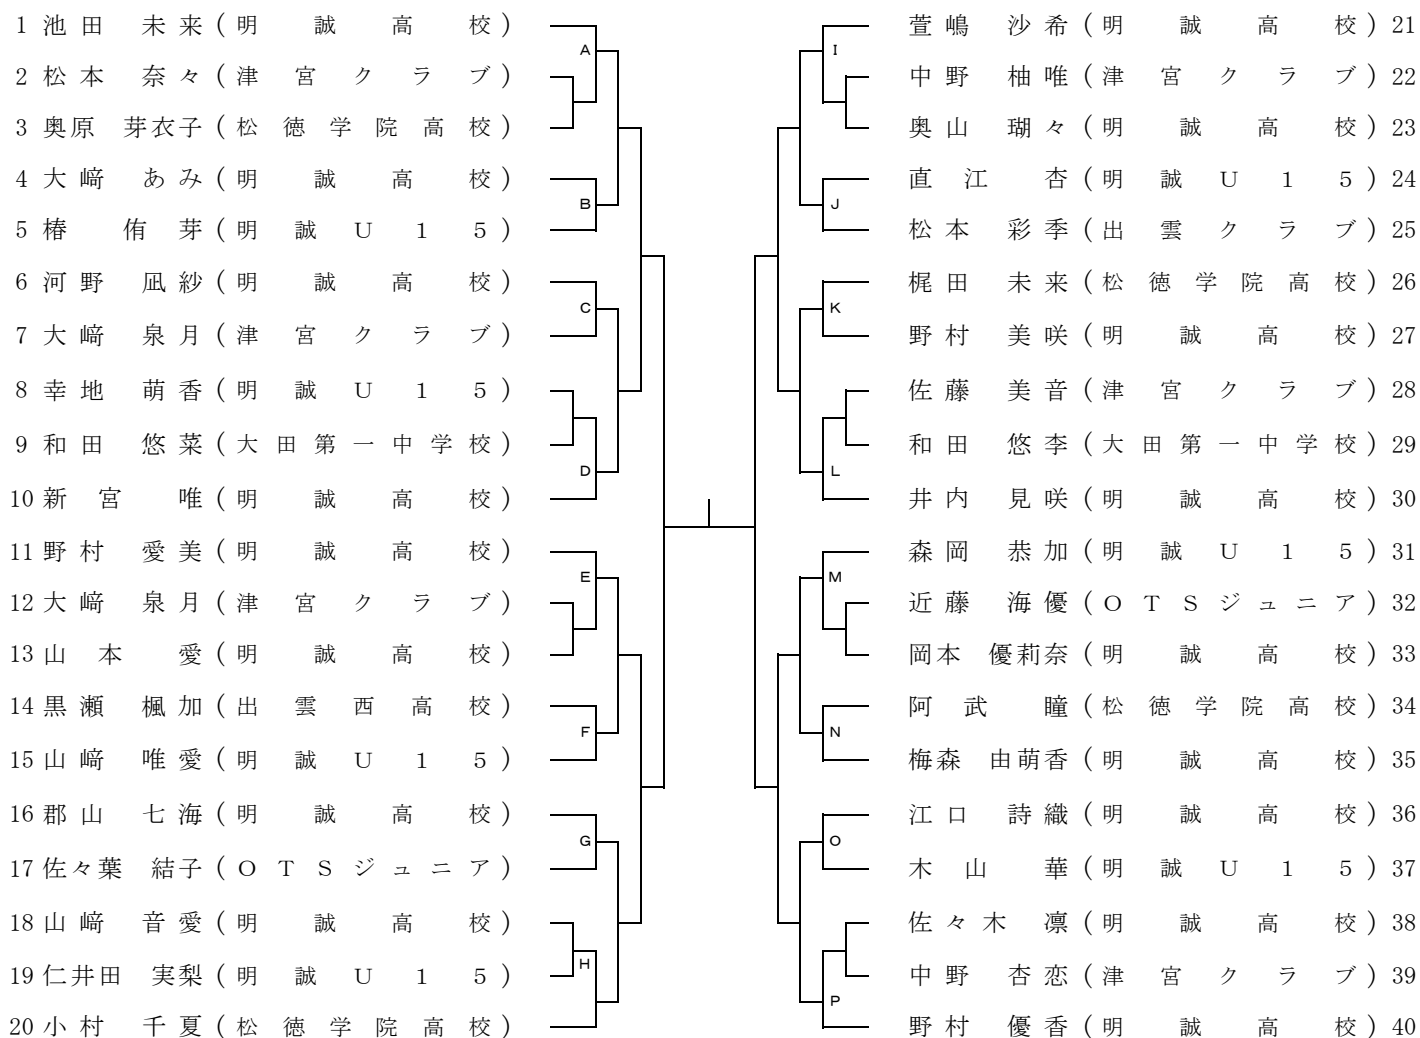 1 池田 未来 (明誠高校)
A
2 松本 奈々 (津宮クラブ)
3 奥原 芽衣子 (松徳学院高校)
4 大﨑 あみ (明誠高校)
B
5 椿 侑芽 (明誠U15)
6 河野 凪紗 (明誠高校)
C
7 大﨑 泉月 (津宮クラブ)
8 幸地 萌香 (明誠U15)
9 和田 悠菜 (大田第一中学校)
D
10 新宮 唯 (明誠高校)
11 野村 愛美 (明誠高校)
E
12 大﨑 泉月 (津宮クラブ)
13 山本 愛 (明誠高校)
14 黒瀬 楓加 (出雲西高校)
F
15 山﨑 唯愛 (明誠U15)
16 郡山 七海 (明誠高校)
G
17 佐々葉 結子 (OTSジュニア)
18 山﨑 音愛 (明誠高校)
H
19 仁井田 実梨 (明誠U15)
20 小村 千夏 (松徳学院高校)
萱嶋 沙希 (明誠高校) 21
I
中野 柚唯 (津宮クラブ) 22
奥山 瑚々 (明誠高校) 23
直江 杏 (明誠U15) 24
J
松本 彩季 (出雲クラブ) 25
梶田 未来 (松徳学院高校) 26
K
野村 美咲 (明誠高校) 27
佐藤 美音 (津宮クラブ) 28
和田 悠李 (大田第一中学校) 29
L
井内 見咲 (明誠高校) 30
森岡 恭加 (明誠U15) 31
M
近藤 海優 (OTSジュニア) 32
岡本 優莉奈 (明誠高校) 33
阿武 瞳 (松徳学院高校) 34
N
梅森 由萌香 (明誠高校) 35
江口 詩織 (明誠高校) 36
O
木山 華 (明誠U15) 37
佐々木 凛 (明誠高校) 38
中野 杏恋 (津宮クラブ) 39
P
野村 優香 (明誠高校) 40